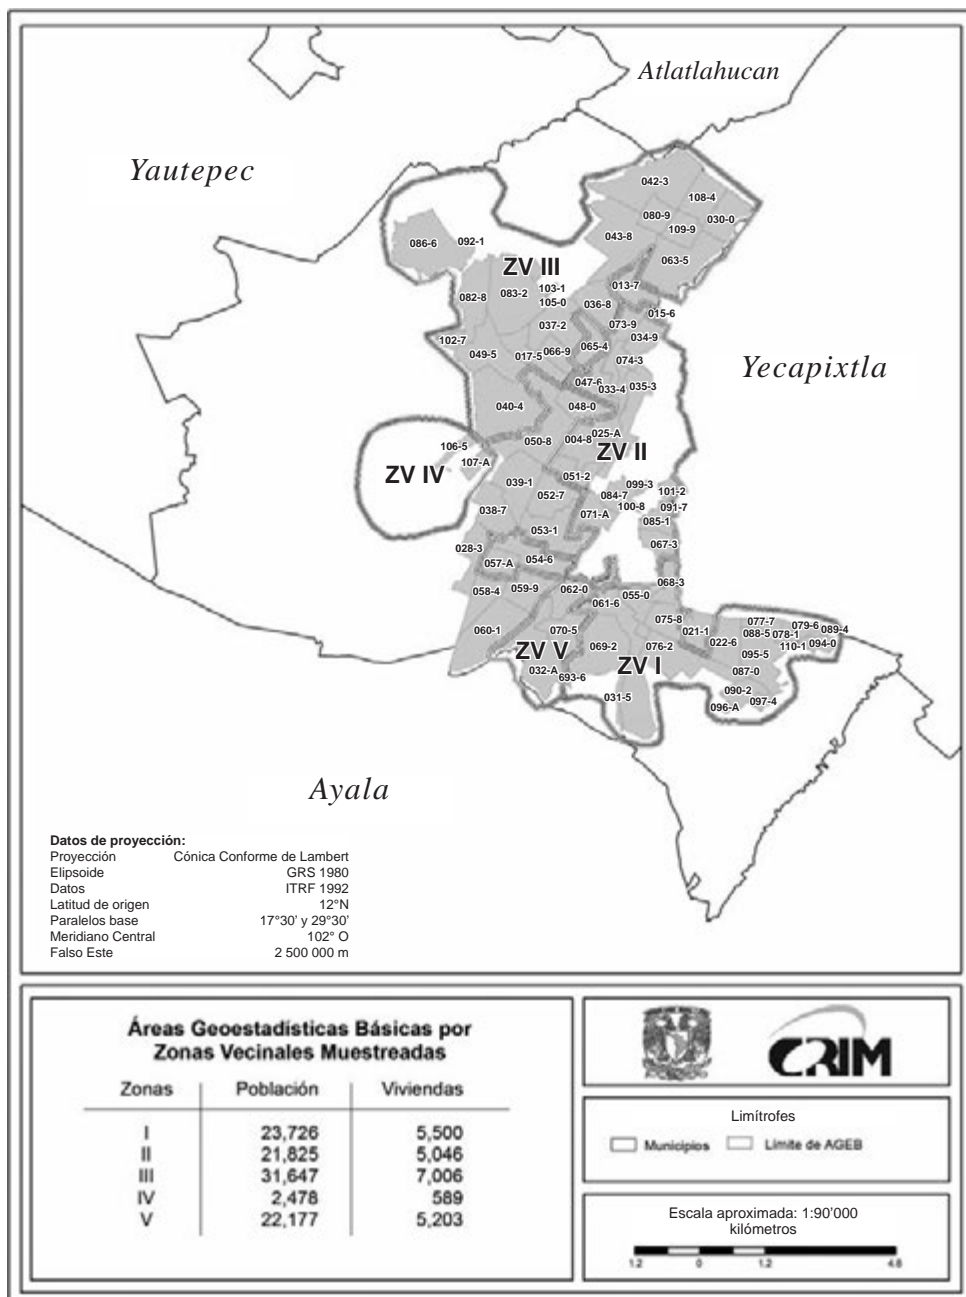 Atlatlahucan
Yautepec
042-3
108-4
080-9
030-0
109-9
043-8
086-6
092-1
063-5
ZV III
013-7
103-1
083-2
082-8
105-0
036-8
015-6
037-2
073-9
034-9
102-7
065-4
066-9
049-5
017-5
074-3
Yecapixtla
047-6
033-4
035-3
040-4
048-0
025-A
050-8
004-8
106-5
ZV II
107-A
ZV IV
051-2
039-1
099-3
101-2
052-7
084-7
100-8
091-7
038-7
071-A
085-1
053-1
028-3
067-3
054-6
057-A
068-3
058-4
059-9
062-0
055-0
061-6
075-8
077-7
079-6
060-1
070-5
021-1
088-5
078-1
089-4
022-6
069-2
076-2
110-1
094-0
ZV V
095-5
ZV I
032-A
087-0
693-6
090-2
031-5
097-4
096-A
Ayala
Datos de proyección:
Proyección Cónica Conforme de Lambert
Elipsoide GRS 1980
Datos ITRF 1992
Latitud de origen 12°N
Paralelos base 17°30' y 29°30'
Meridiano Central 102° O
Falso Este 2 500 000 m
Áreas Geoestadísticas Básicas por
Zonas Vecinales Muestreadas
Zonas Población Viviendas
I 23,726 5,500
II 21,825 5,046
III 31,647 7,006
IV 2,478 589
V 22,177 5,203
CRIM
Limítrofes
Municipios Límite de AGEB
Escala aproximada: 1:90'000
kilómetros
1.2 0 1.2 4.8